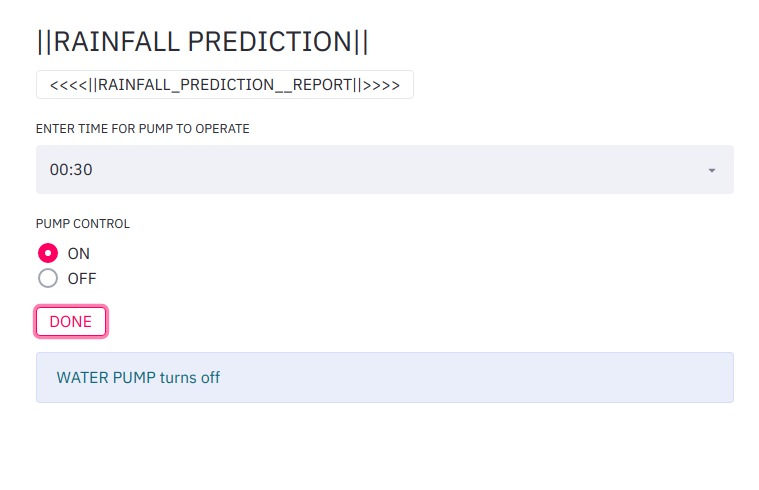 ||RAINFALL PREDICTION||
<<<<||RAINFALL_PREDICTION__REPORT||>>>>
ENTER TIME FOR PUMP TO OPERATE
00:30
PUMP CONTROL
ON
OFF
DONE
WATER PUMP turns off